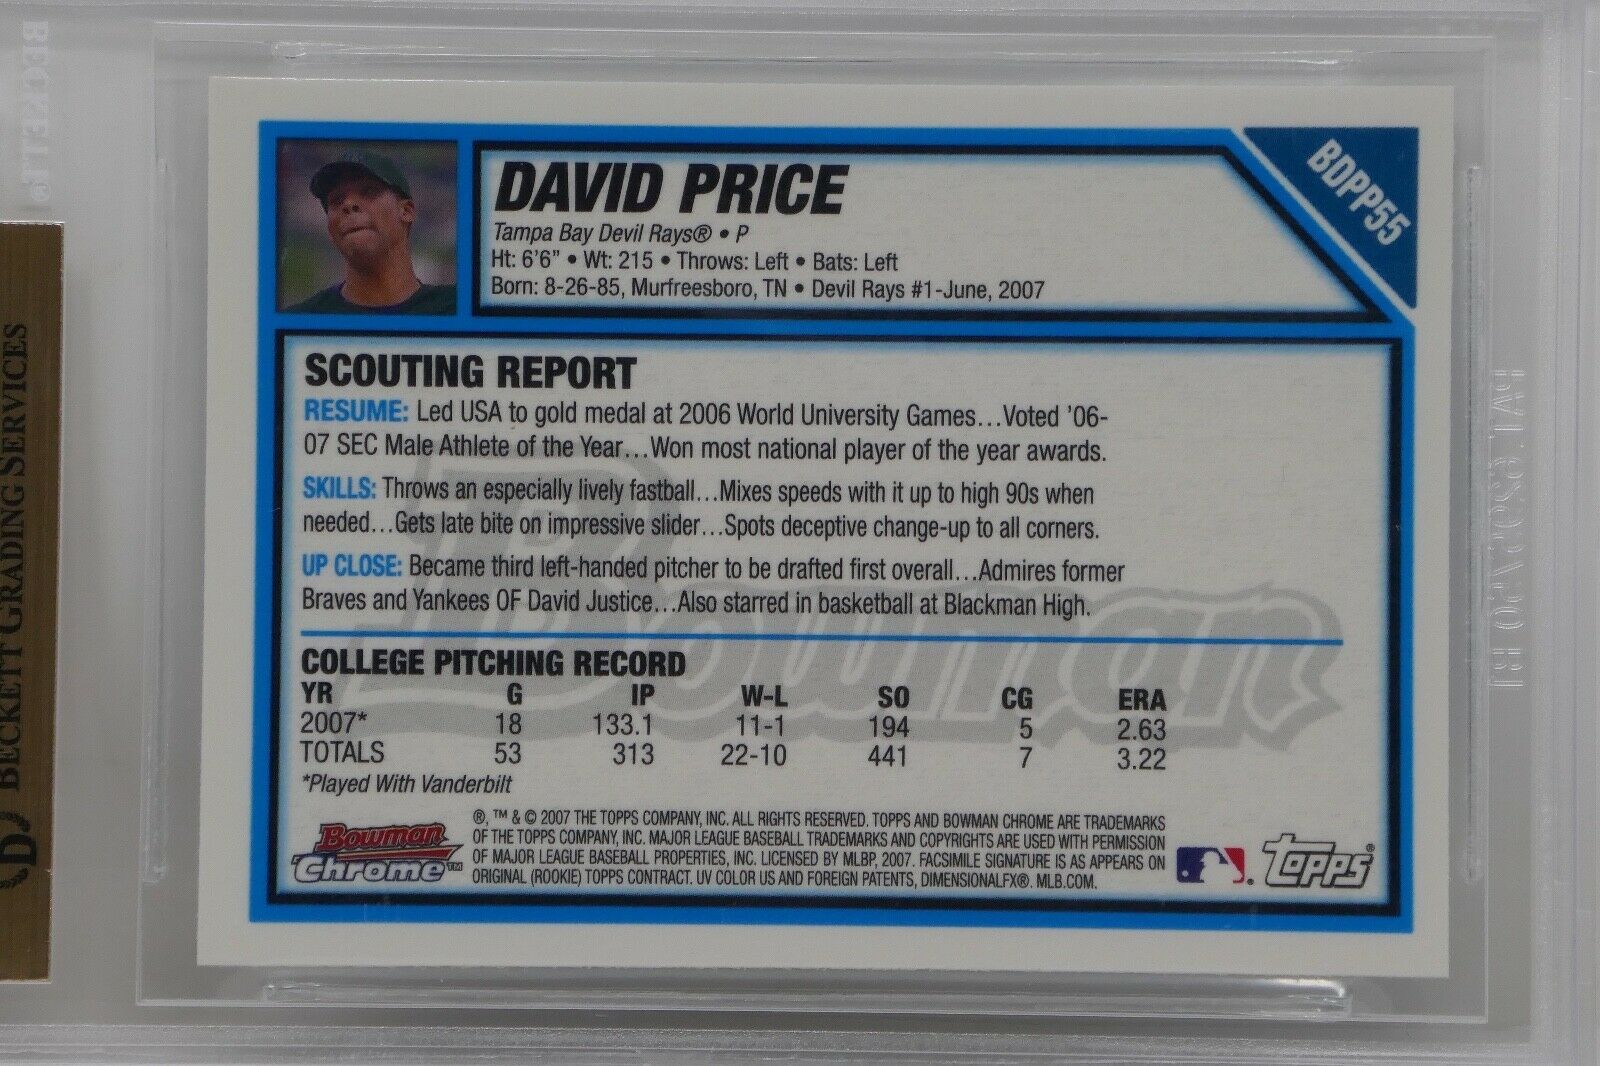 BECKETT®
BECKETT GRADING SERVICES
BDPP55
DAVID PRICE
Tampa Bay Devil Rays® • P
Ht: 6'6" • Wt: 215 • Throws: Left • Bats: Left
Born: 8-26-85, Murfreesboro, TN • Devil Rays #1-June, 2007
SCOUTING REPORT
RESUME: Led USA to gold medal at 2006 World University Games...Voted '06-
07 SEC Male Athlete of the Year...Won most national player of the year awards.
SKILLS: Throws an especially lively fastball...Mixes speeds with it up to high 90s when
needed...Gets late bite on impressive slider...Spots deceptive change-up to all corners.
UP CLOSE: Became third left-handed pitcher to be drafted first overall...Admires former
Braves and Yankees OF David Justice...Also starred in basketball at Blackman High.
Bowman
COLLEGE PITCHING RECORD
YR G IP W-L SO CG ERA
2007* 18 133.1 11-1 194 5 2.63
TOTALS 53 313 22-10 441 7 3.22
*Played With Vanderbilt
®, ™ & © 2007 THE TOPPS COMPANY, INC. ALL RIGHTS RESERVED. TOPPS AND BOWMAN CHROME ARE TRADEMARKS
OF THE TOPPS COMPANY, INC. MAJOR LEAGUE BASEBALL TRADEMARKS AND COPYRIGHTS ARE USED WITH PERMISSION
OF MAJOR LEAGUE BASEBALL PROPERTIES, INC. LICENSED BY MLBP, 2007. FACSIMILE SIGNATURE IS AS APPEARS ON
ORIGINAL (ROOKIE) TOPPS CONTRACT. UV COLOR US AND FOREIGN PATENTS, DIMENSIONALFX®. MLB.COM.
Bowman
Chrome™
topps®